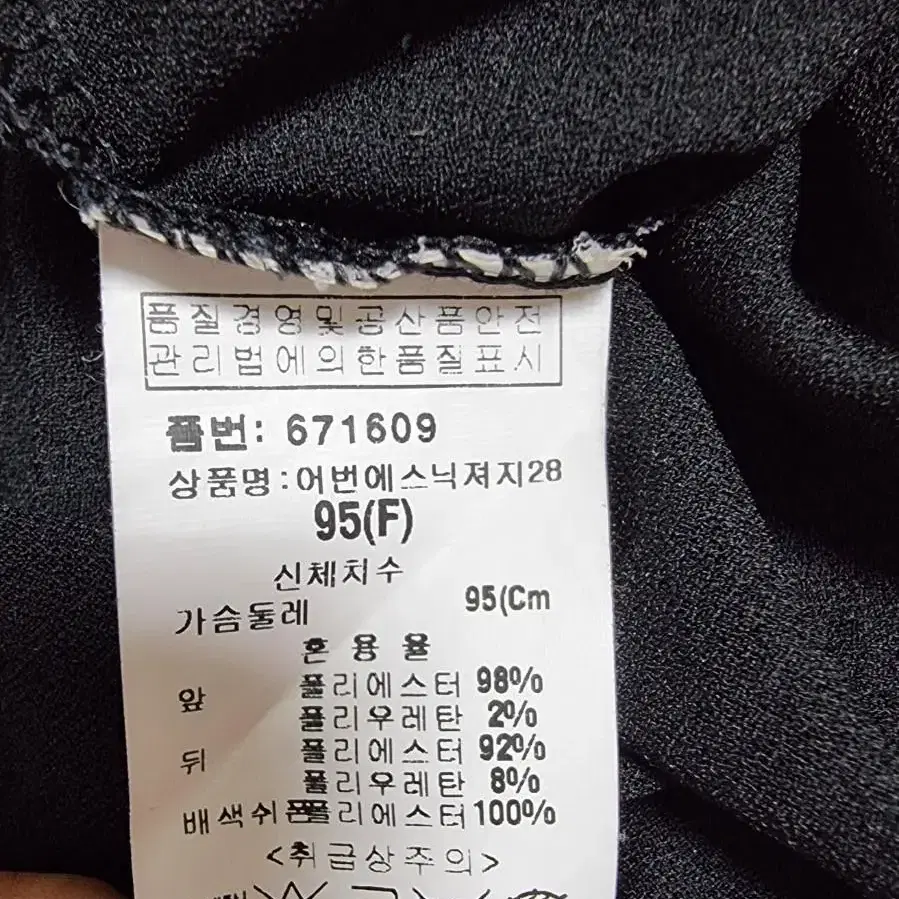 품질경영및공산품안전
관리법에의한품질표시
품번: 671609
상품명:어번에스닉져지28
95(F)
신체치수
가슴둘레 95(Cm
혼용율
앞 폴리에스터 98%
폴리우레탄 2%
뒤 폴리에스터 92%
폴리우레탄 8%
배색쉬폰폴리에스터 100%
<취급상주의>